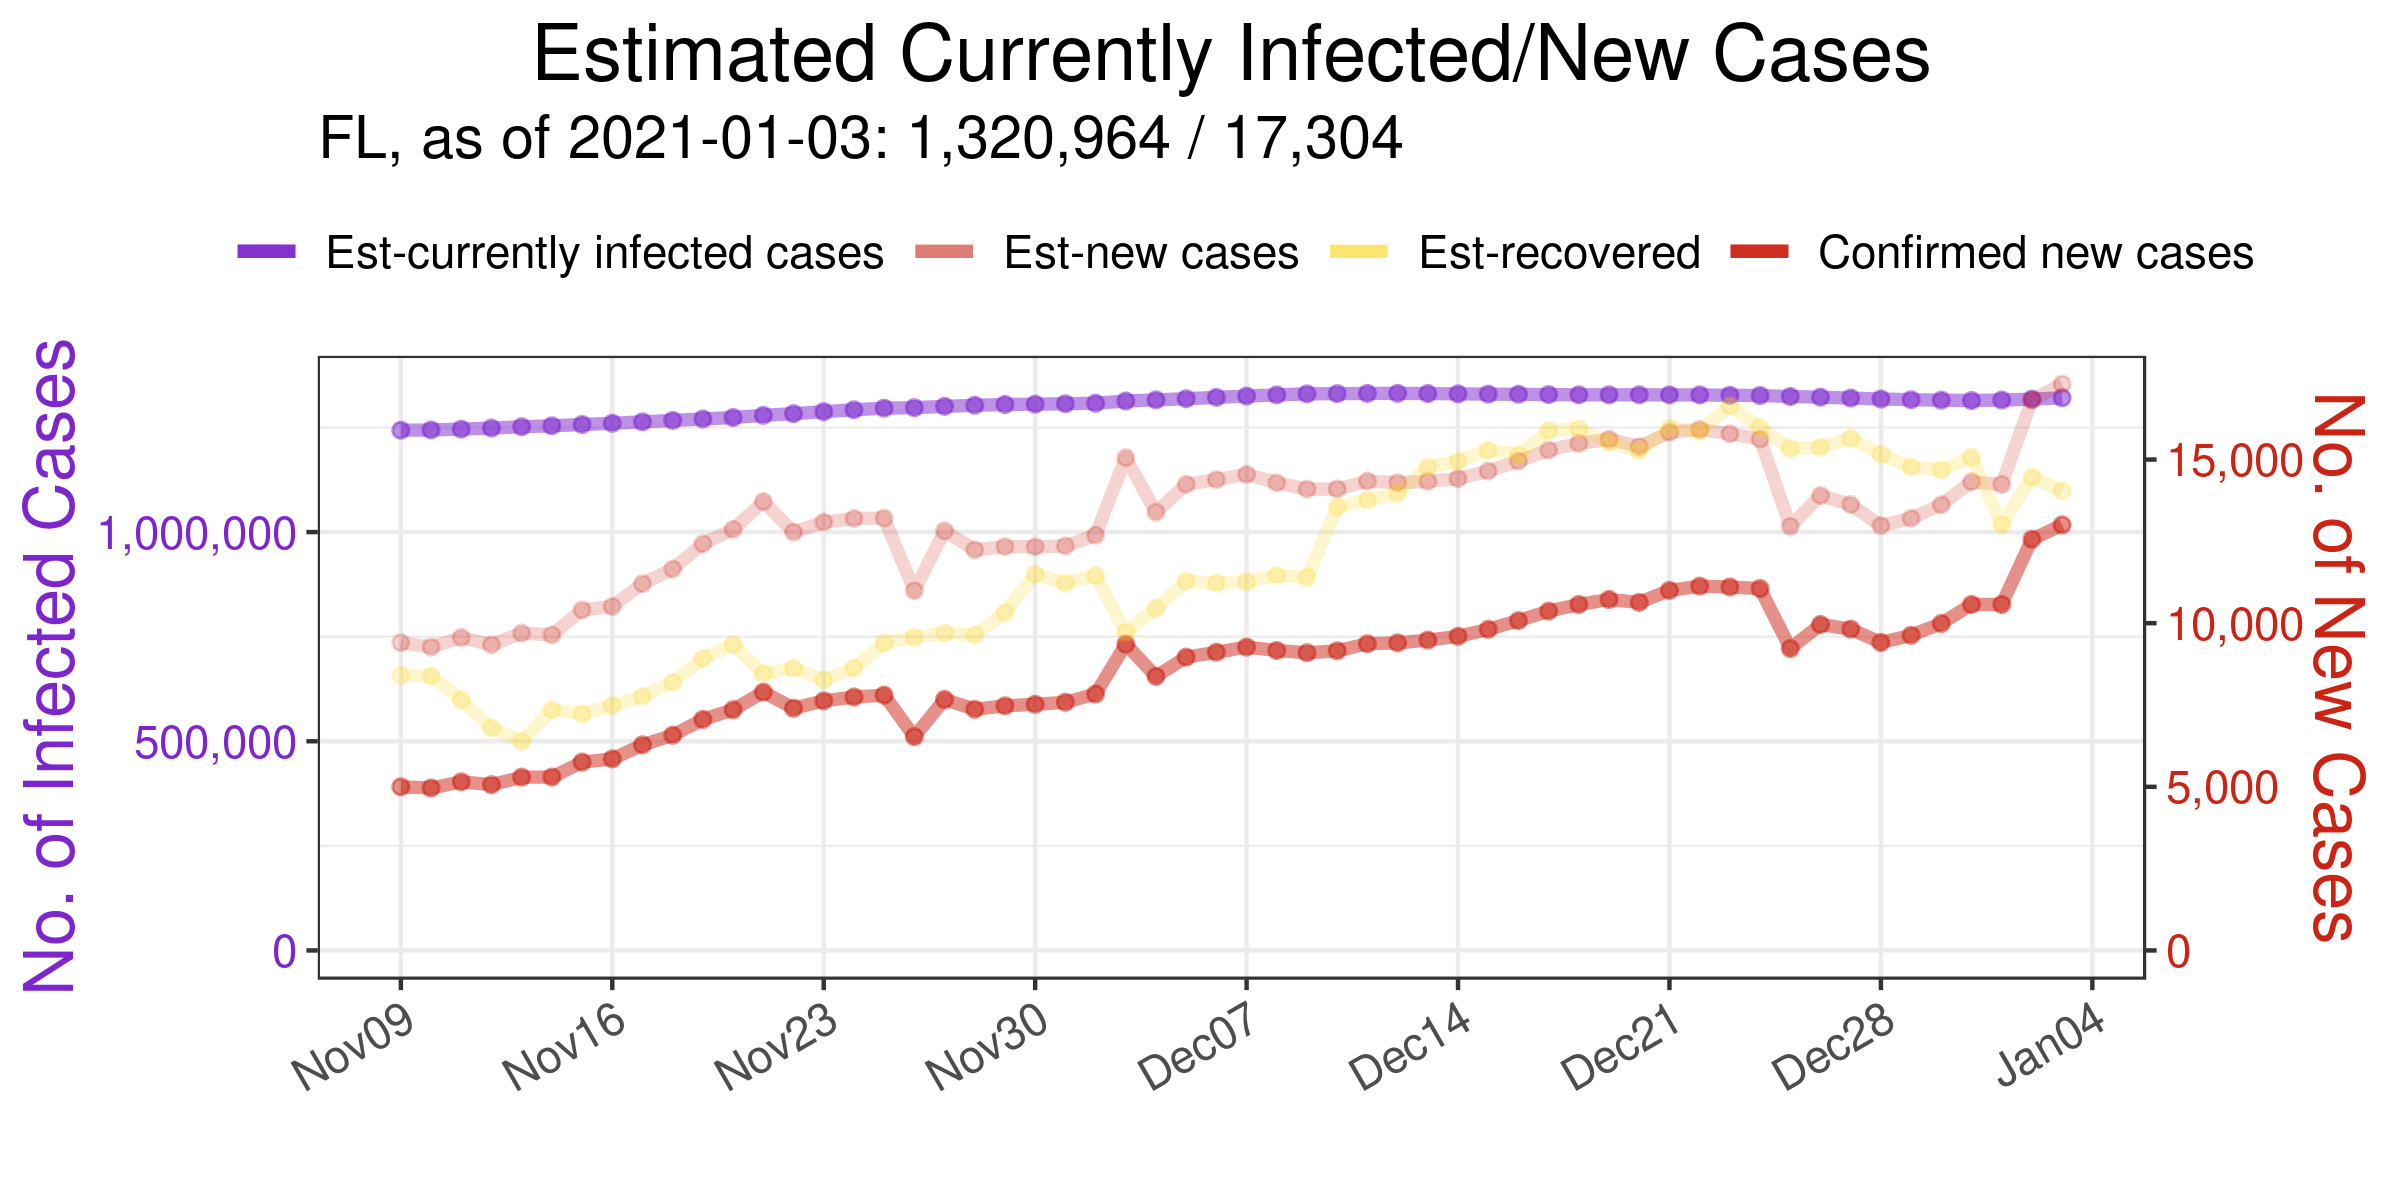 Estimated Currently Infected/New Cases
FL, as of 2021-01-03: 1,320,964 / 17,304
Est-currently infected cases Est-new cases Est-recovered Confirmed new cases
No. of Infected Cases
1,000,000
500,000
0
15,000
10,000
5,000
0
No. of New Cases
Nov09 Nov16 Nov23 Nov30 Dec07 Dec14 Dec21 Dec28 Jan04